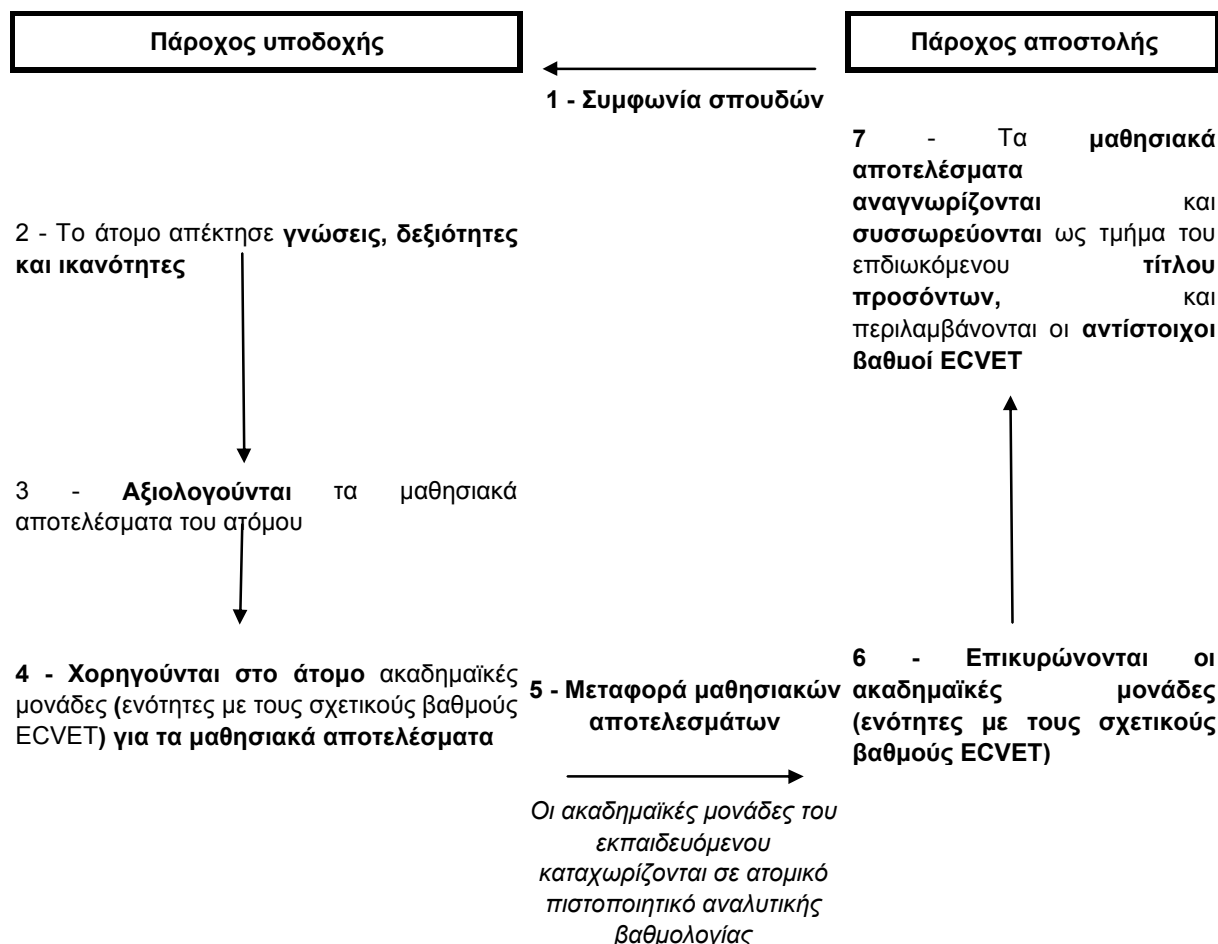 Πάροχος υποδοχής
Πάροχος αποστολής
1 - Συμφωνία σπουδών
2 - Το άτομο απέκτησε γνώσεις, δεξιότητες
και ικανότητες
3 - Αξιολογούνται τα μαθησιακά
αποτελέσματα του ατόμου
4 - Χορηγούνται στο άτομο ακαδημαϊκές
μονάδες (ενότητες με τους σχετικούς βαθμούς
ECVET) για τα μαθησιακά αποτελέσματα
5 - Μεταφορά μαθησιακών
αποτελεσμάτων
Οι ακαδημαϊκές μονάδες του
εκπαιδευόμενου
καταχωρίζονται σε ατομικό
πιστοποιητικό αναλυτικής
βαθμολογίας
6 - Επικυρώνονται οι
ακαδημαϊκές μονάδες
(ενότητες με τους σχετικούς
βαθμούς ECVET)
7 - Τα μαθησιακά
αποτελέσματα
αναγνωρίζονται και
συσσωρεύονται ως τμήμα του
επιδιωκόμενου τίτλου
προσόντων, και
περιλαμβάνονται οι αντίστοιχοι
βαθμοί ECVET